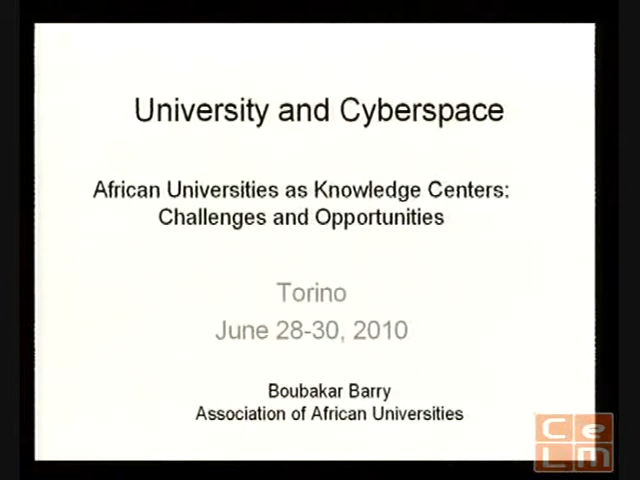 University and Cyberspace
African Universities as Knowledge Centers:
Challenges and Opportunities
Torino
June 28-30, 2010
Boubakar Barry
Association of African Universities
CeLM